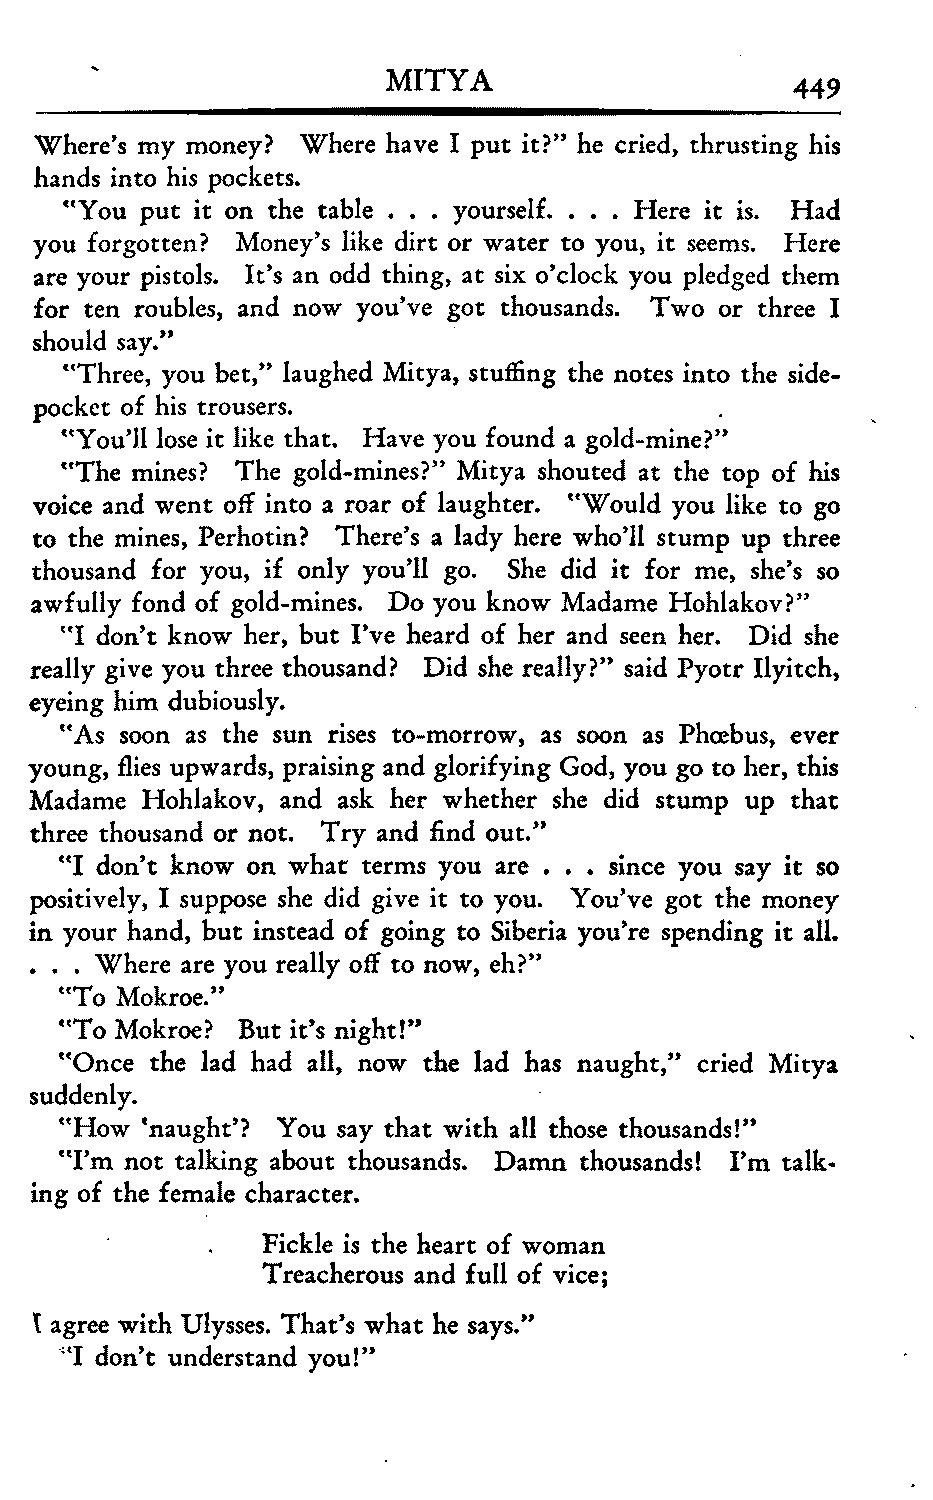 MITYA 449
Where's my money? Where have I put it?" he cried, thrusting his
hands into his pockets.
"You put it on the table . . . yourself. . . . Here it is. Had
you forgotten? Money's like dirt or water to you, it seems. Here
are your pistols. It's an odd thing, at six o'clock you pledged them
for ten roubles, and now you've got thousands. Two or three I
should say."
"Three, you bet," laughed Mitya, stuffing the notes into the side-
pocket of his trousers.
"You'll lose it like that. Have you found a gold-mine?"
"The mines? The gold-mines?" Mitya shouted at the top of his
voice and went off into a roar of laughter. "Would you like to go
to the mines, Perhotin? There's a lady here who'll stump up three
thousand for you, if only you'll go. She did it for me, she's so
awfully fond of gold-mines. Do you know Madame Hohlakov?"
"I don't know her, but I've heard of her and seen her. Did she
really give you three thousand? Did she really?" said Pyotr Ilyitch,
eyeing him dubiously.
"As soon as the sun rises to-morrow, as soon as Phœbus, ever
young, flies upwards, praising and glorifying God, you go to her, this
Madame Hohlakov, and ask her whether she did stump up that
three thousand or not. Try and find out."
"I don't know on what terms you are . . . since you say it so
positively, I suppose she did give it to you. You've got the money
in your hand, but instead of going to Siberia you're spending it all.
. . . Where are you really off to now, eh?"
"To Mokroe."
"To Mokroe? But it's night!"
"Once the lad had all, now the lad has naught," cried Mitya
suddenly.
"How 'naught'? You say that with all those thousands!"
"I'm not talking about thousands. Damn thousands! I'm talk-
ing of the female character.
Fickle is the heart of woman
Treacherous and full of vice;
I agree with Ulysses. That's what he says."
"I don't understand you!"